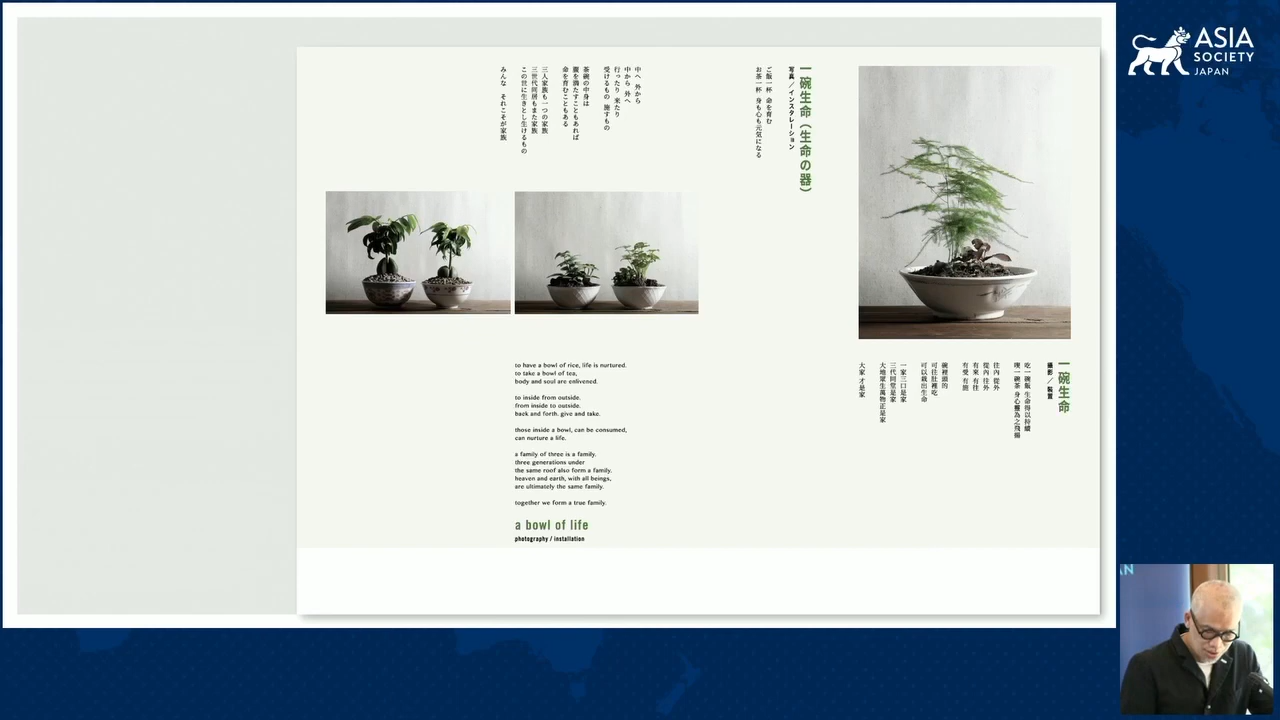 ASIA
SOCIETY
JAPAN
一碗生命
攝影／裝置
吃一碗飯 生命得以持續
喫一碗茶 身心靈為之飛揚
往內 從外
從內 往外
有來 有往
有受 有施
碗裡頭的
可往肚裡吃
可以栽出生命
一家三口是家
三代同堂是家
大地眾生萬物正是家
大家 才是家
一碗生命（生命の器）
写真／インスタレーション
ご飯一杯 命を育む
お茶一杯 身も心も元気になる
中へ 外から
中から 外へ
行ったり 来たり
受けるもの 施すもの
茶碗の中身は
腹を満たすこともあれば
命を育むこともある
三人家族も一つの家族
三世代同居もまた家族
この世に生きとし生けるもの
みんな それこそが家族
to have a bowl of rice, life is nurtured.
to take a bowl of tea,
body and soul are enlivened.
to inside from outside.
from inside to outside.
back and forth. give and take.
those inside a bowl, can be consumed,
can nurture a life.
a family of three is a family.
three generations under
the same roof also form a family.
heaven and earth, with all beings,
are ultimately the same family.
together we form a true family.
a bowl of life
photography / installation
AN